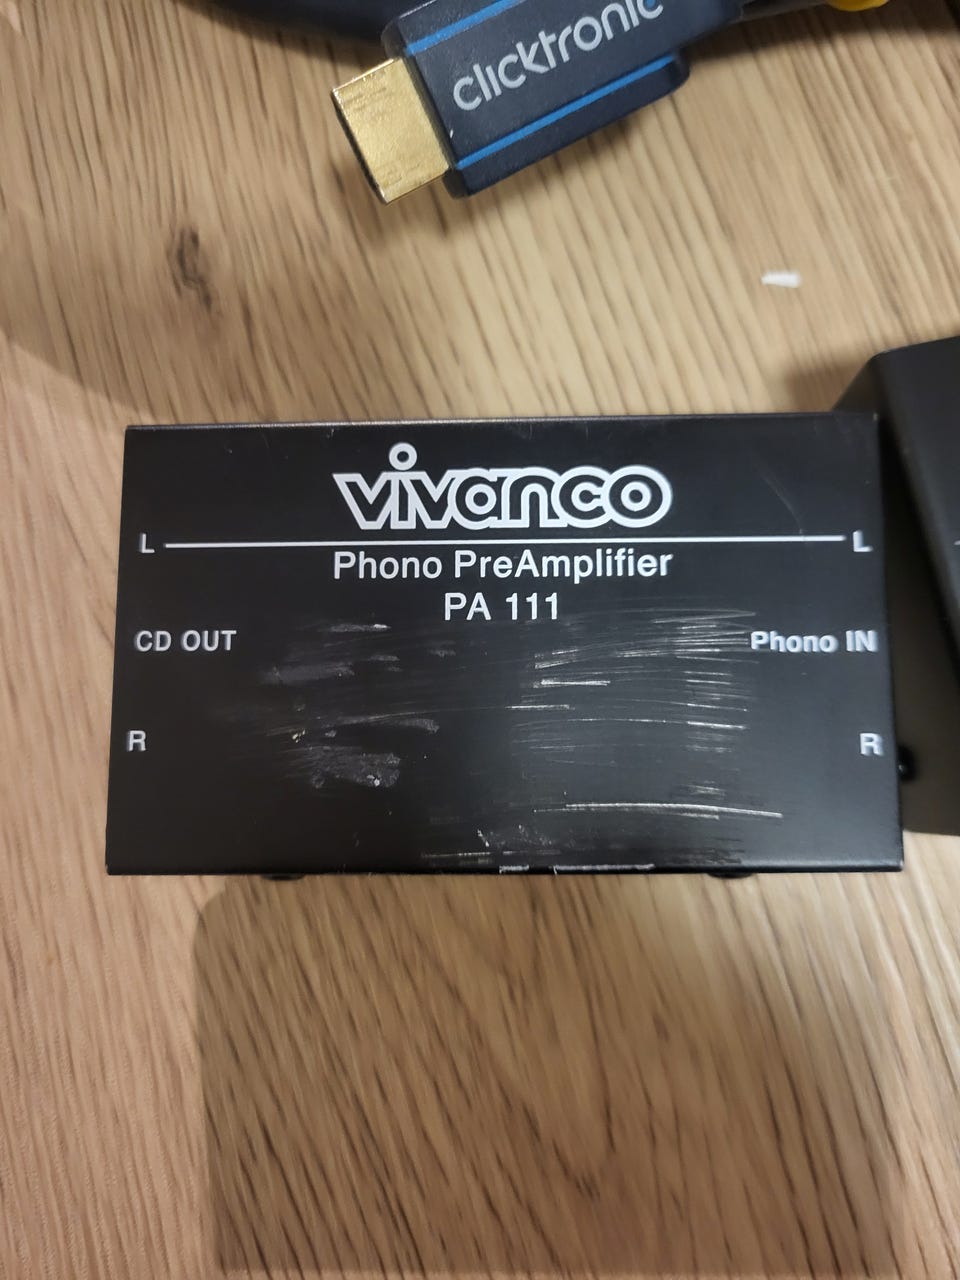 clicktronic
vivanco
L L
Phono PreAmplifier
PA 111
CD OUT Phono IN
R R